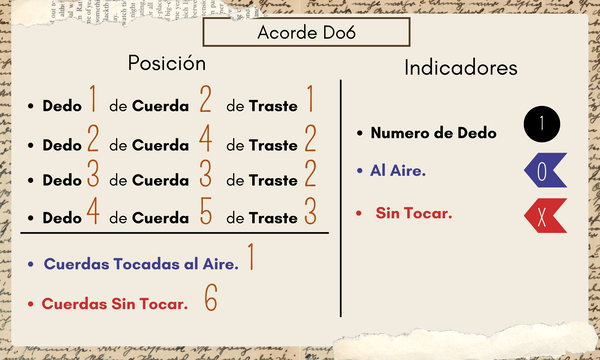 Acorde Do6
Posición
• Dedo 1 de Cuerda 2 de Traste 1
• Dedo 2 de Cuerda 4 de Traste 2
• Dedo 3 de Cuerda 3 de Traste 2
• Dedo 4 de Cuerda 5 de Traste 3
• Cuerdas Tocadas al Aire. 1
• Cuerdas Sin Tocar. 6
Indicadores
• Numero de Dedo 1
• Al Aire. 0
• Sin Tocar. X